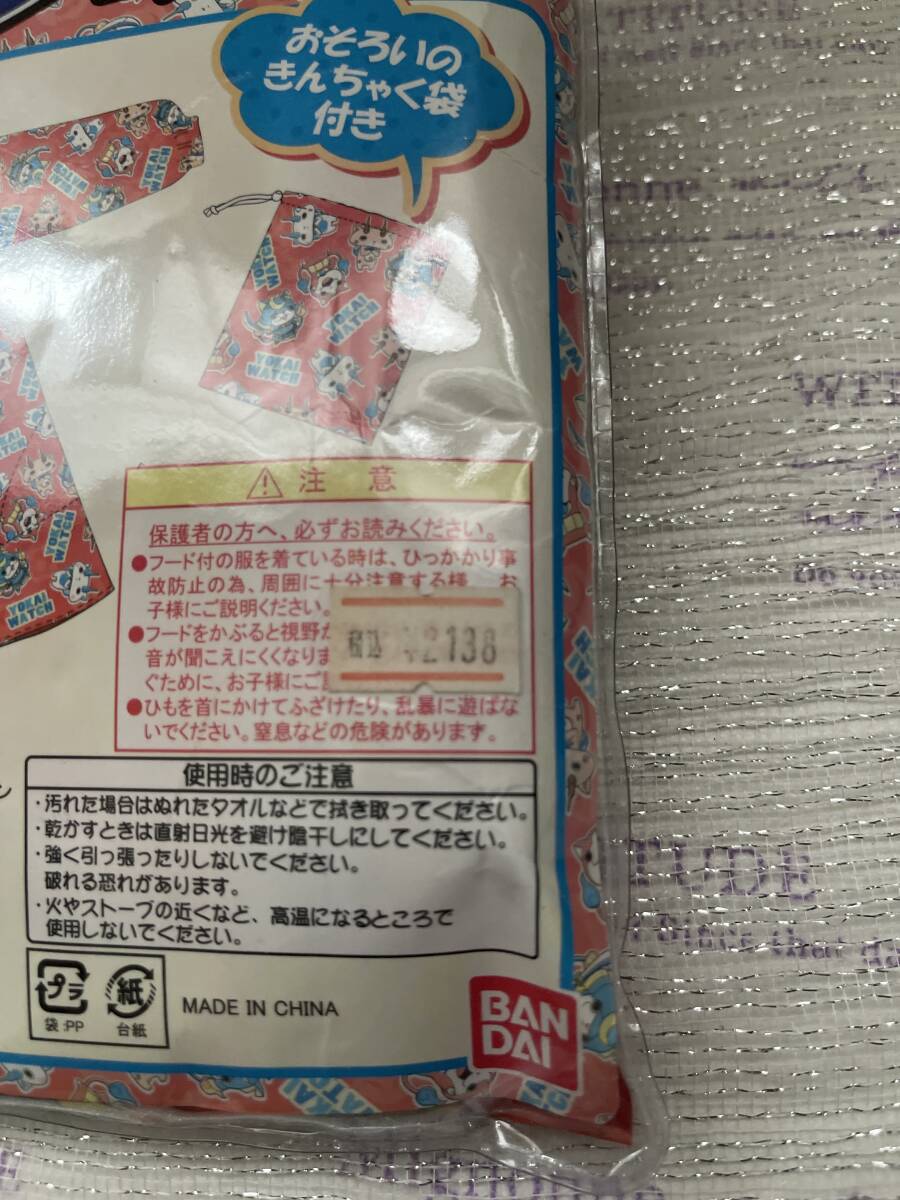 おそろいの
きんちゃく袋
付き
YOKAI
WATCH
YOKAI
WATCH
YOKAI
WATCH
YOKAI
WATCH
⚠注 意
保護者の方へ、必ずお読みください。
●フード付の服を着ている時は、ひっかかり事
故防止の為、周囲に十分注意する様、お
子様にご説明ください。
●フードをかぶると視野が
音が聞こえにくくなりま
ぐために、お子様にご
税込 ¥2138
●ひもを首にかけてふざけたり、乱暴に遊ばな
いでください。窒息などの危険があります。
使用時のご注意
・汚れた場合はぬれたタオルなどで拭き取ってください。
・乾かすときは直射日光を避け陰干しにしてください。
・強く引っ張ったりしないでください。
破れる恐れがあります。
・火やストーブの近くなど、高温になるところで
使用しないでください。
プラ
袋:PP
紙
台紙
MADE IN CHINA
BAN
DAI
TUDE